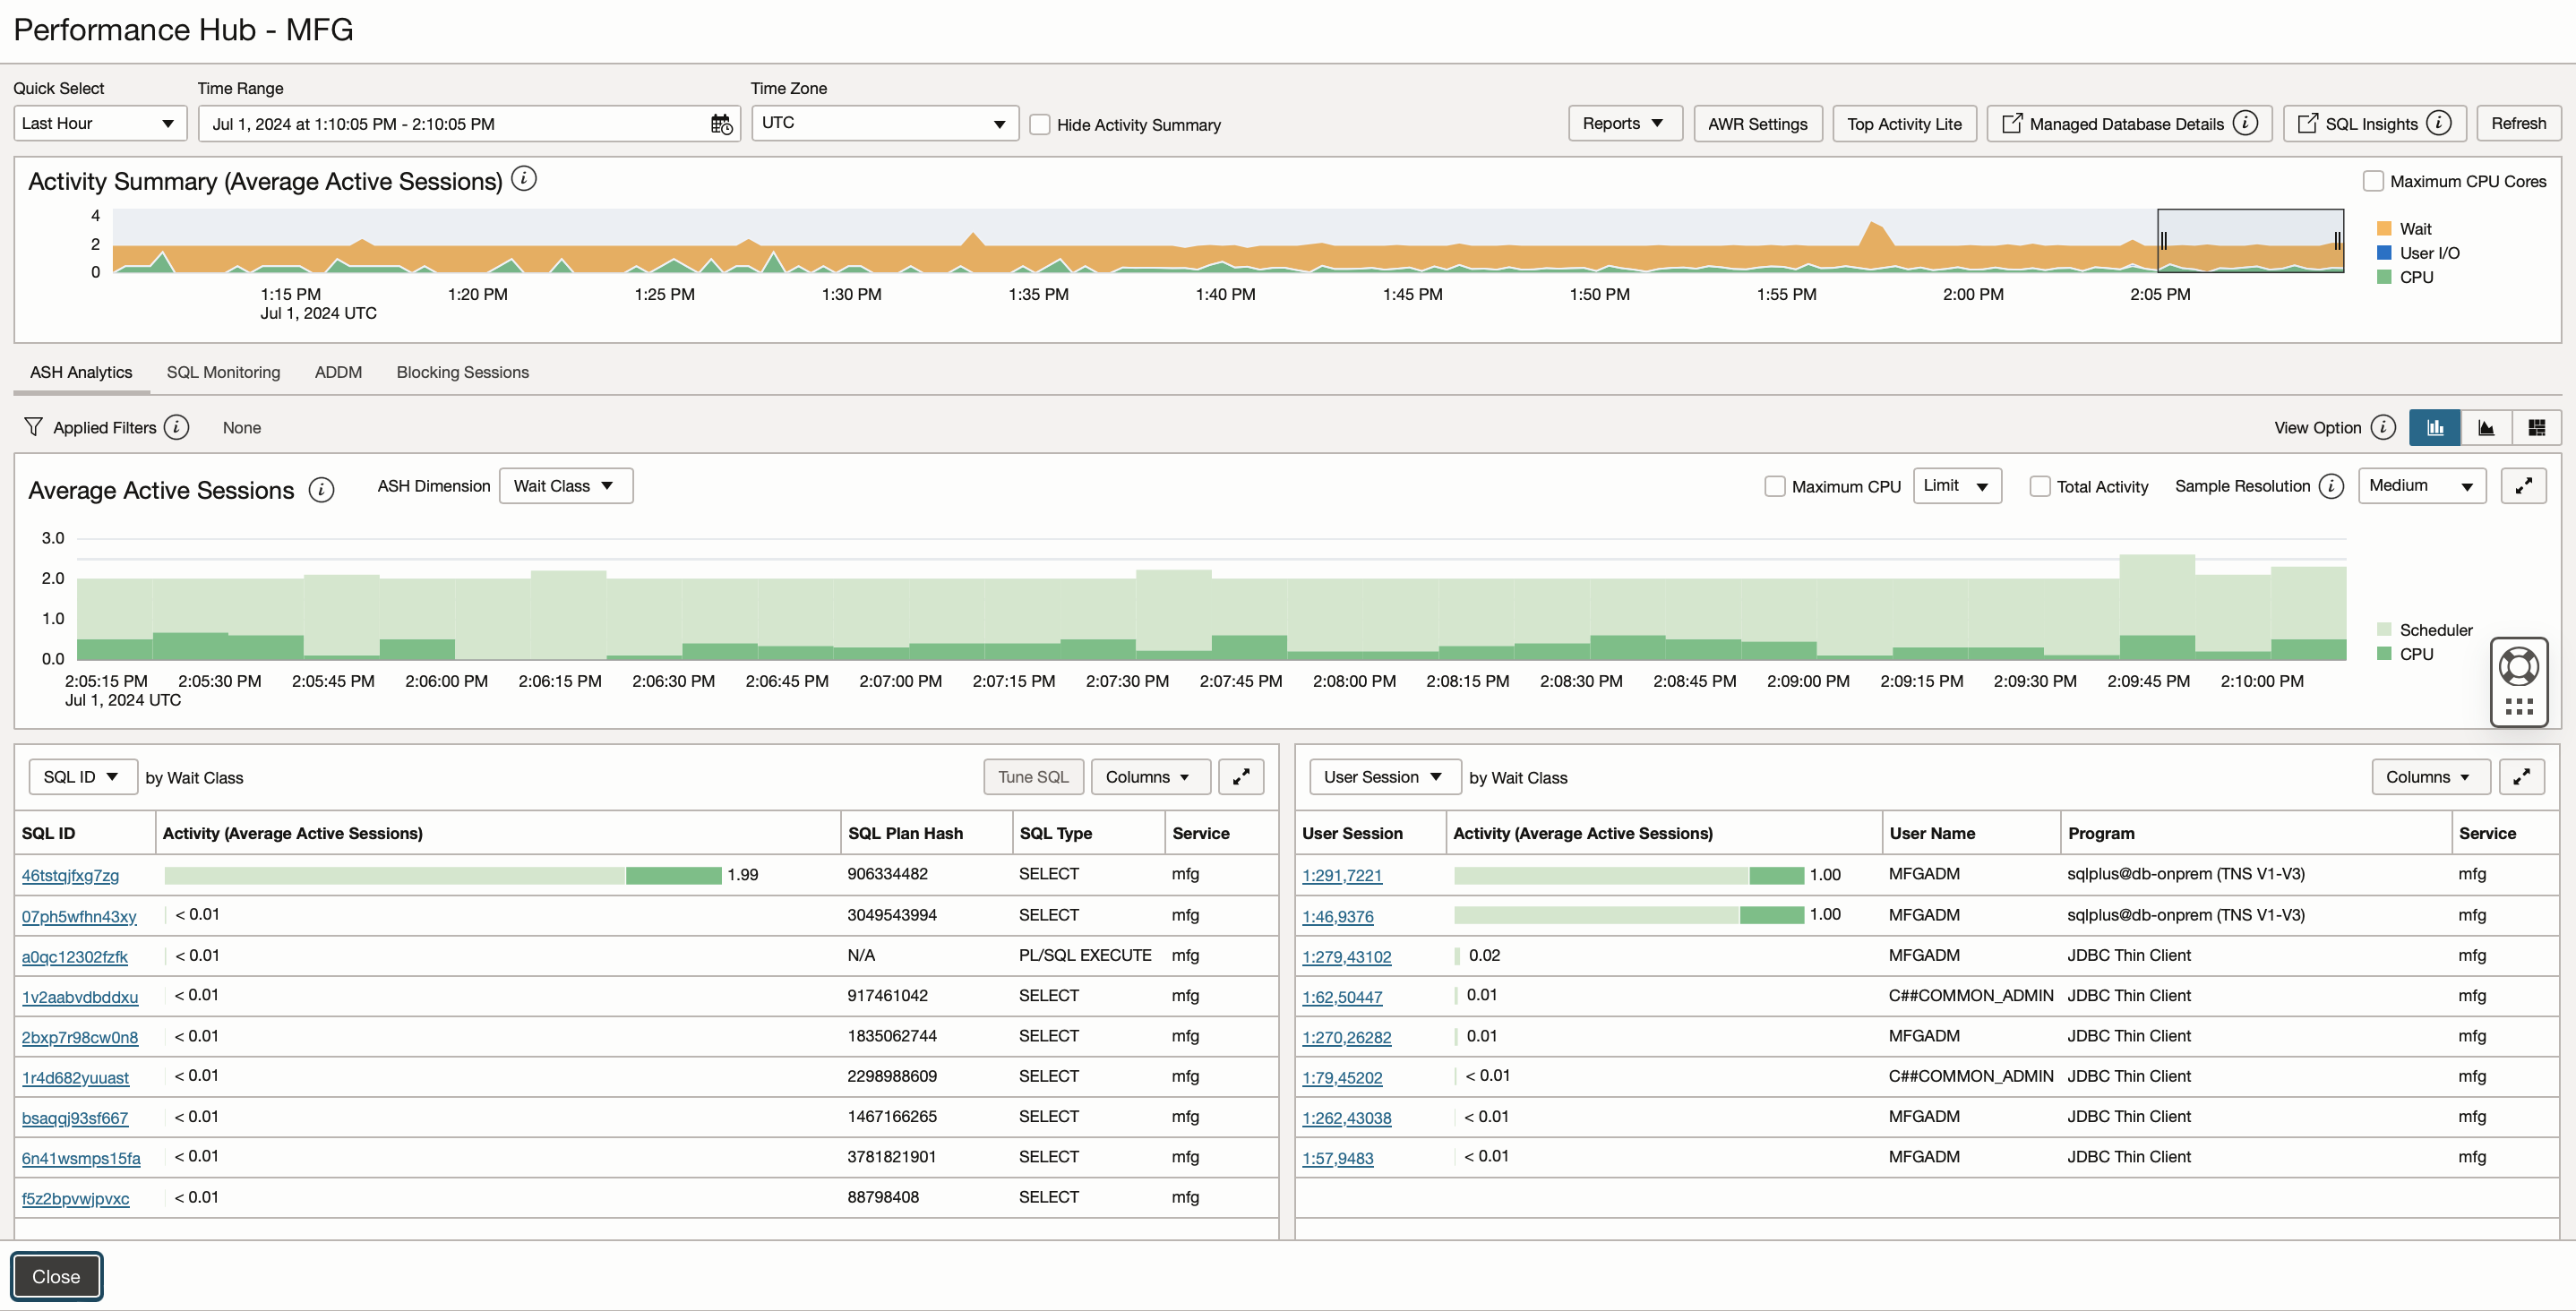 Performance Hub - MFG
Quick Select
Time Range
Time Zone
Last Hour
Jul 1, 2024 at 1:10:05 PM - 2:10:05 PM
UTC
Hide Activity Summary
Reports
AWR Settings
Top Activity Lite
Managed Database Details
SQL Insights
Refresh
Activity Summary (Average Active Sessions)
Maximum CPU Cores
4
2
0
Wait
User I/O
CPU
1:15 PM 1:20 PM 1:25 PM 1:30 PM 1:35 PM 1:40 PM 1:45 PM 1:50 PM 1:55 PM 2:00 PM 2:05 PM
Jul 1, 2024 UTC
ASH Analytics SQL Monitoring ADDM Blocking Sessions
Applied Filters None
View Option
Average Active Sessions
ASH Dimension Wait Class
Maximum CPU Limit
Total Activity
Sample Resolution Medium
3.0
2.0
1.0
0.0
Scheduler
CPU
2:05:15 PM 2:05:30 PM 2:05:45 PM 2:06:00 PM 2:06:15 PM 2:06:30 PM 2:06:45 PM 2:07:00 PM 2:07:15 PM 2:07:30 PM 2:07:45 PM 2:08:00 PM 2:08:15 PM 2:08:30 PM 2:08:45 PM 2:09:00 PM 2:09:15 PM 2:09:30 PM 2:09:45 PM 2:10:00 PM
Jul 1, 2024 UTC
SQL ID by Wait Class Tune SQL Columns
SQL ID Activity (Average Active Sessions) SQL Plan Hash SQL Type Service
46tstqjfxg7zg 1.99 906334482 SELECT mfg
07ph5wfhn43xy < 0.01 3049543994 SELECT mfg
a0qc12302fzfk < 0.01 N/A PL/SQL EXECUTE mfg
1v2aabvdbddxu < 0.01 917461042 SELECT mfg
2bxp7r98cw0n8 < 0.01 1835062744 SELECT mfg
1r4d682yuuast < 0.01 2298988609 SELECT mfg
bsaqqj93sf667 < 0.01 1467166265 SELECT mfg
6n41wsmps15fa < 0.01 3781821901 SELECT mfg
f5z2bpvwjpvxc < 0.01 88798408 SELECT mfg
User Session by Wait Class Columns
User Session Activity (Average Active Sessions) User Name Program Service
1:291,7221 1.00 MFGADM sqlplus@db-onprem (TNS V1-V3) mfg
1:46,9376 1.00 MFGADM sqlplus@db-onprem (TNS V1-V3) mfg
1:279,43102 0.02 MFGADM JDBC Thin Client mfg
1:62,50447 0.01 C##COMMON_ADMIN JDBC Thin Client mfg
1:270,26282 0.01 MFGADM JDBC Thin Client mfg
1:79,45202 < 0.01 C##COMMON_ADMIN JDBC Thin Client mfg
1:262,43038 < 0.01 MFGADM JDBC Thin Client mfg
1:57,9483 < 0.01 MFGADM JDBC Thin Client mfg
Close